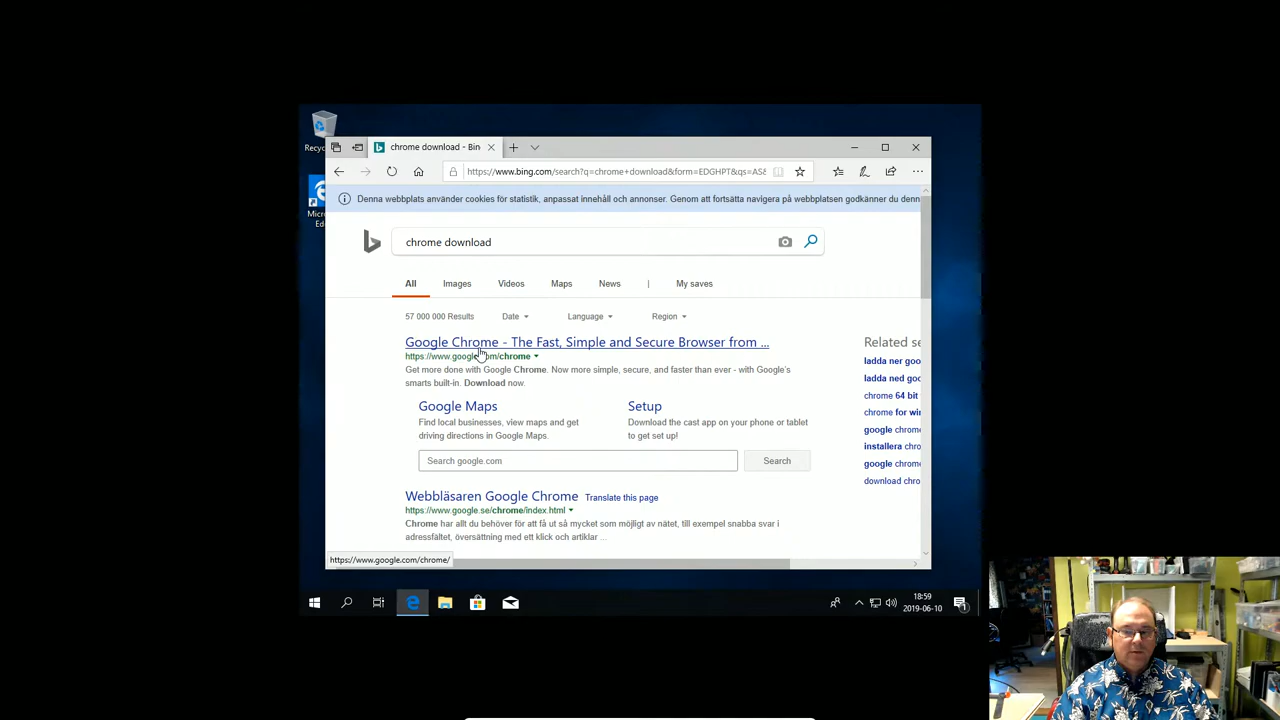 Recyc
Micr
Ed
chrome download - Bin
https://www.bing.com/search?q=chrome+download&form=EDGHPT&qs=AS&
Denna webbplats använder cookies för statistik, anpassat innehåll och annonser. Genom att fortsätta navigera på webbplatsen godkänner du denn
chrome download
All Images Videos Maps News | My saves
57 000 000 Results Date Language Region
Google Chrome - The Fast, Simple and Secure Browser from ...
https://www.google.com/chrome
Get more done with Google Chrome. Now more simple, secure, and faster than ever - with Google's
smarts built-in. Download now.
Google Maps
Find local businesses, view maps and get
driving directions in Google Maps.
Setup
Download the cast app on your phone or tablet
to get set up!
Search google.com
Search
Webbläsaren Google Chrome Translate this page
https://www.google.se/chrome/index.html
Chrome har allt du behöver för att få ut så mycket som möjligt av nätet, till exempel snabba svar i
adressfältet, översättning med ett klick och artiklar ...
Related se
ladda ner goo
ladda ned goo
chrome 64 bit
chrome for win
google chrome
installera chro
google chrome
download chro
https://www.google.com/chrome/
18:59
2019-06-10
1